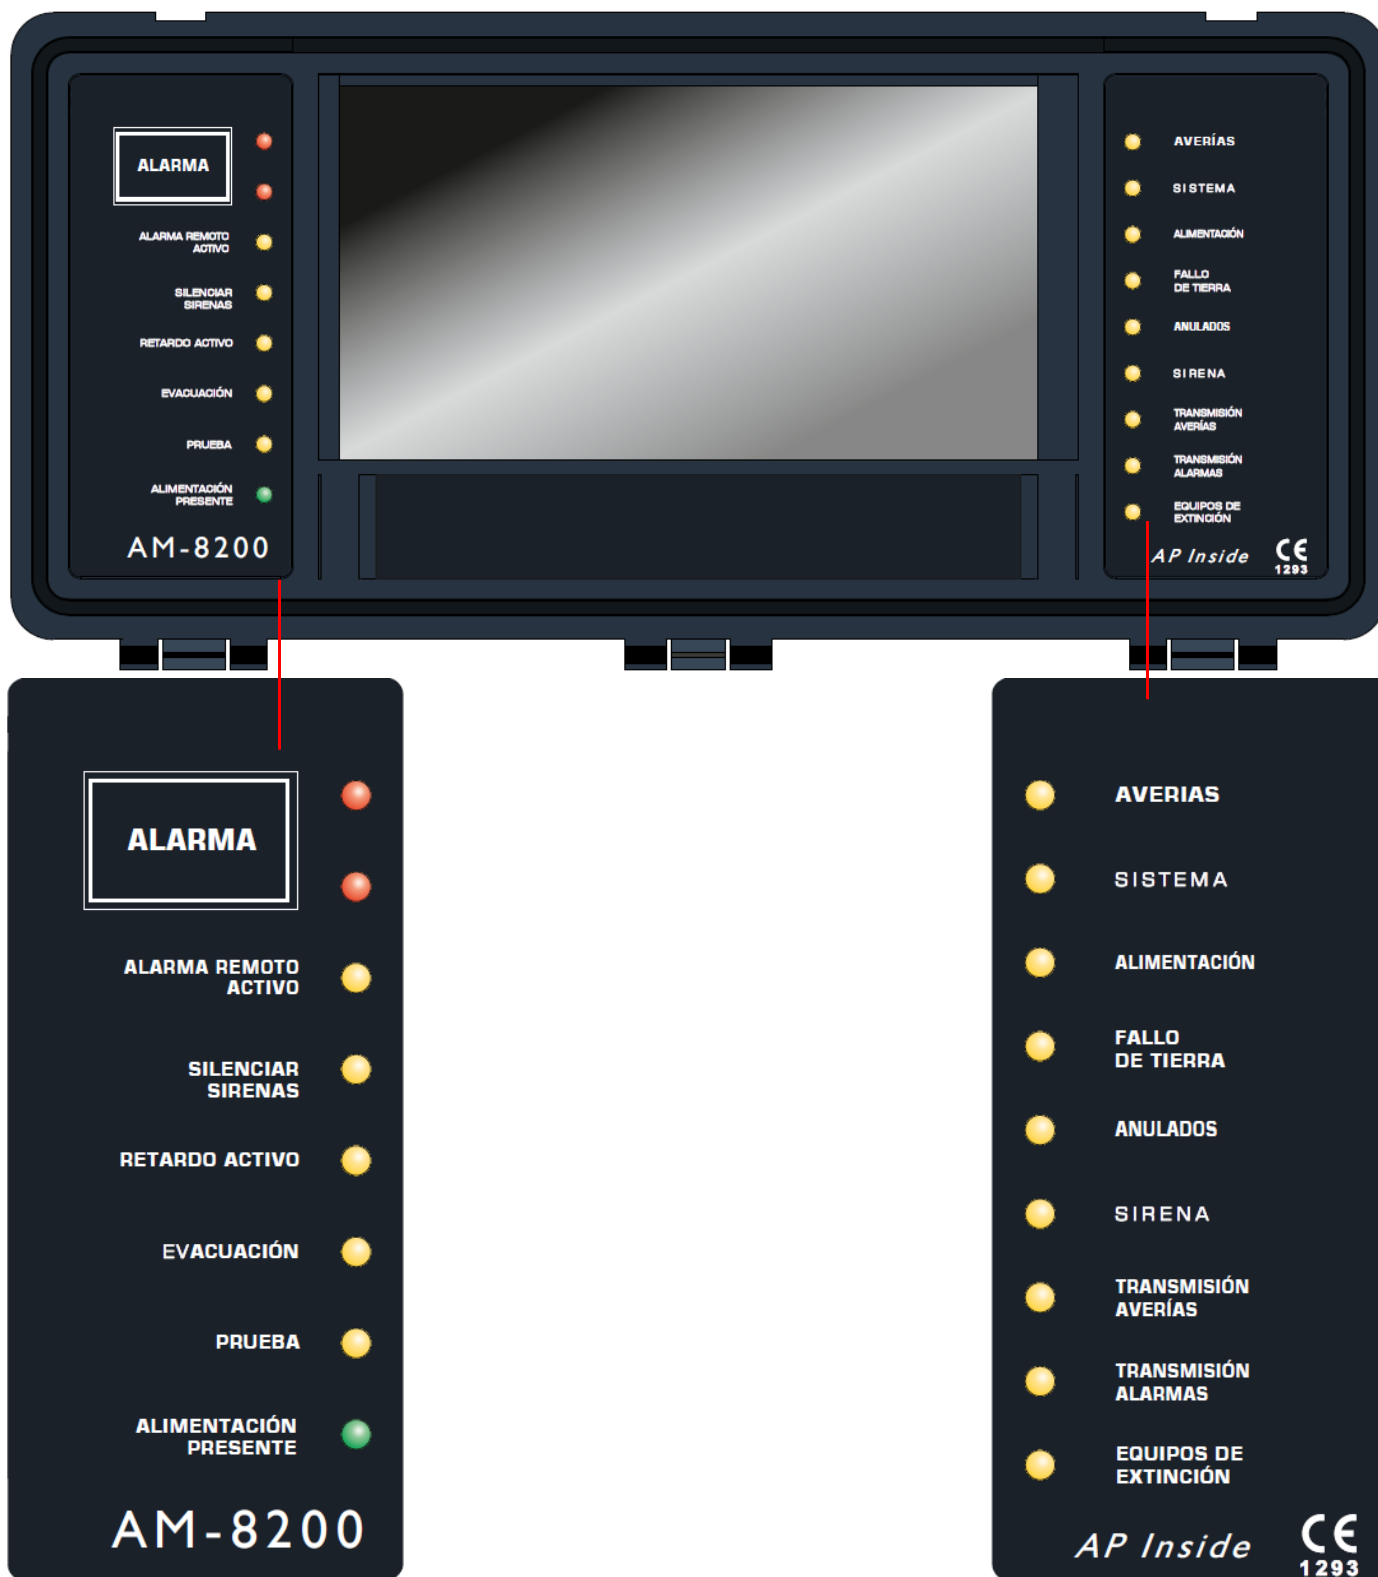 ALARMA
ALARMA REMOTO
ACTIVO
SILENCIAR
SIRENAS
RETARDO ACTIVO
EVACUACIÓN
PRUEBA
ALIMENTACIÓN
PRESENTE
AM-8200
AVERÍAS
SISTEMA
ALIMENTACIÓN
FALLO
DE TIERRA
ANULADOS
SIRENA
TRANSMISIÓN
AVERÍAS
TRANSMISIÓN
ALARMAS
EQUIPOS DE
EXTINCIÓN
AP Inside
CE
1293
ALARMA
ALARMA REMOTO
ACTIVO
SILENCIAR
SIRENAS
RETARDO ACTIVO
EVACUACIÓN
PRUEBA
ALIMENTACIÓN
PRESENTE
AM-8200
AVERIAS
SISTEMA
ALIMENTACIÓN
FALLO
DE TIERRA
ANULADOS
SIRENA
TRANSMISIÓN
AVERÍAS
TRANSMISIÓN
ALARMAS
EQUIPOS DE
EXTINCIÓN
AP Inside
CE
1293